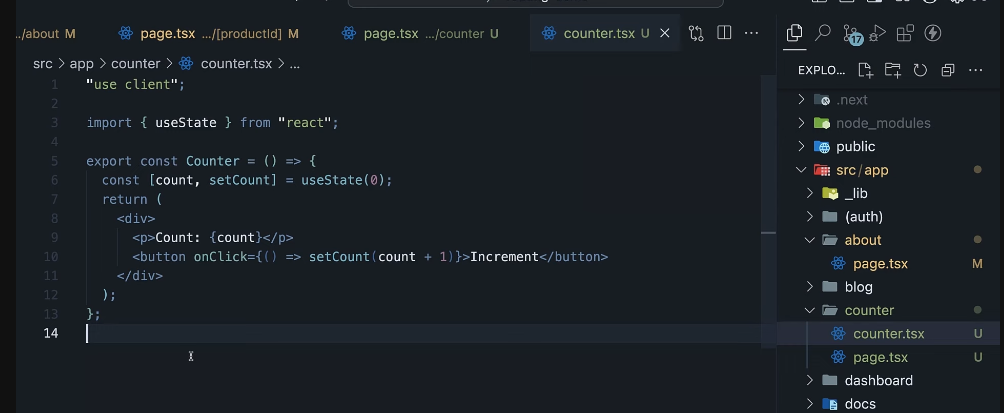 ../about M
page.tsx .../[productId] M
page.tsx .../counter U
counter.tsx U
src > app > counter > counter.tsx > ...
17
1 "use client";
2
3 import { useState } from "react";
4
5 export const Counter = () => {
6 const [count, setCount] = useState(0);
7 return (
8 <div>
9 <p>Count: {count}</p>
10 <button onClick={() => setCount(count + 1)}>Increment</button>
11 </div>
12 );
13 };
14
EXPLO...
.next
node_modules
public
src/app
_lib
(auth)
about
page.tsx M
blog
counter
counter.tsx U
page.tsx U
dashboard
docs